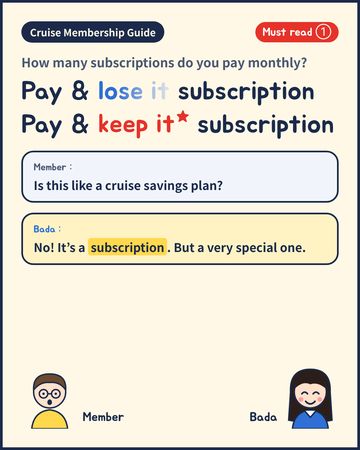 Cruise Membership Guide
Must read ①
How many subscriptions do you pay monthly?
Pay & lose it subscription
Pay & keep it★ subscription
Member :
Is this like a cruise savings plan?
Bada :
No! It's a subscription. But a very special one.
Member
Bada